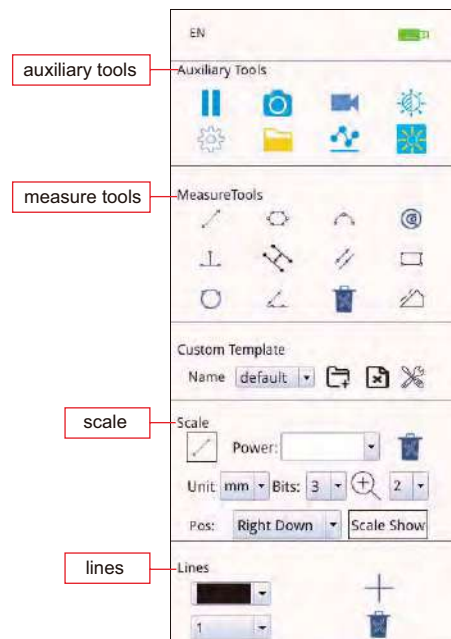 EN
auxiliary tools
Auxiliary Tools
measure tools
MeasureTools
Custom Template
Name default
scale
Scale
Power:
Unit mm Bits: 3 2
Pos: Right Down Scale Show
lines
Lines
1